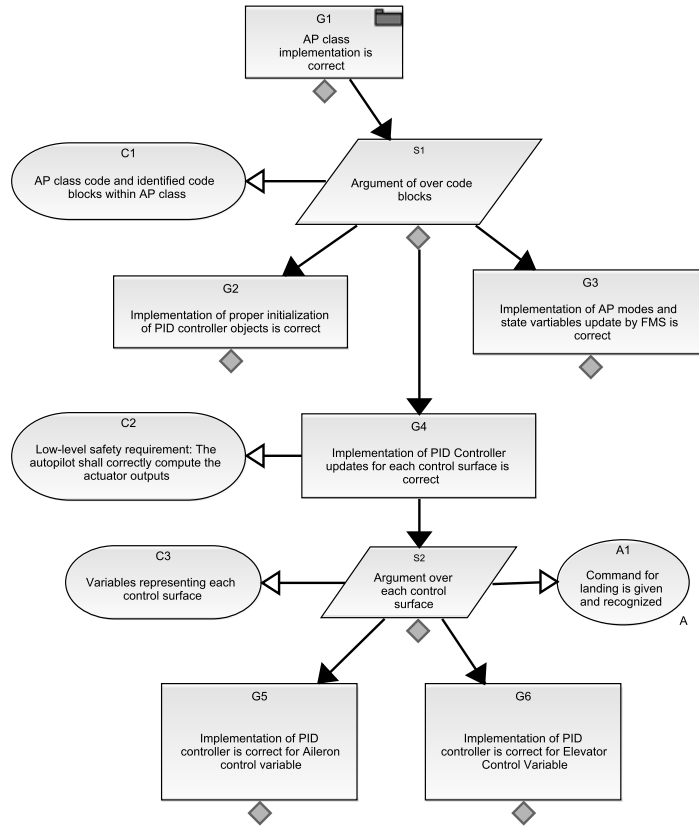 G1
AP class
implementation is
correct
S1
Argument of over code
blocks
C1
AP class code and identified code
blocks within AP class
G2
Implementation of proper initialization
of PID controller objects is correct
G3
Implementation of AP modes and
state vartiables update by FMS is
correct
C2
Low-level safety requirement: The
autopilot shall correctly compute the
actuator outputs
G4
Implementation of PID Controller
updates for each control surface is
correct
C3
Variables representing each
control surface
S2
Argument over
each control
surface
A1
Command for
landing is given
and recognized
A
G5
Implementation of PID
controller is correct for Aileron
control variable
G6
Implementation of PID
controller is correct for Elevator
Control Variable